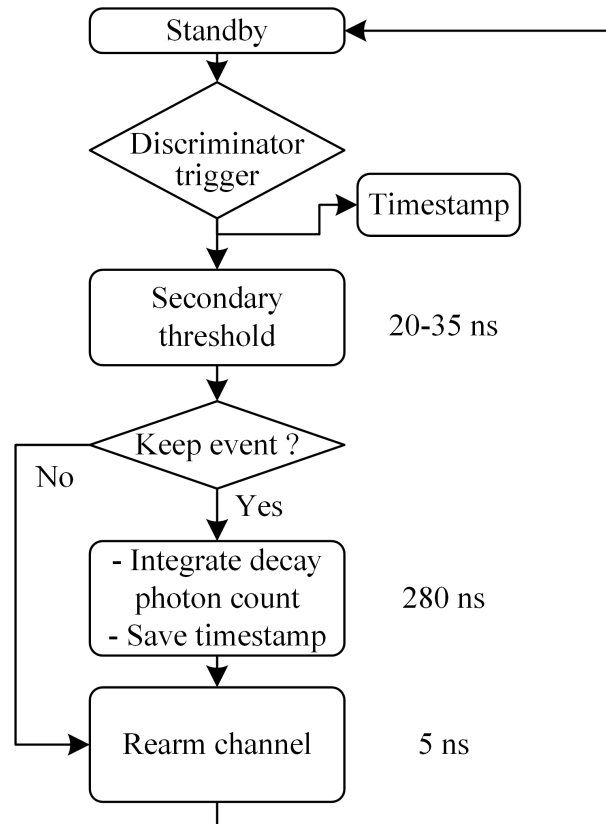 Standby
Discriminator
trigger
Timestamp
Secondary
threshold
20-35 ns
Keep event ?
No
Yes
- Integrate decay
photon count
- Save timestamp
280 ns
Rearm channel
5 ns